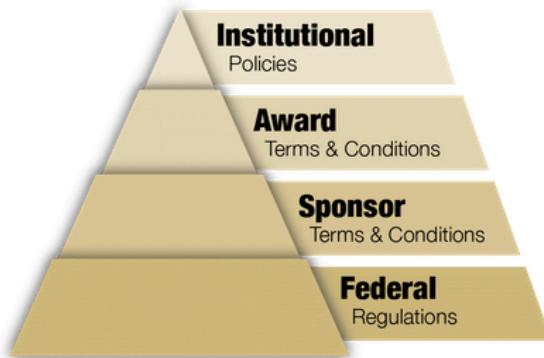 Institutional
Policies
Award
Terms & Conditions
Sponsor
Terms & Conditions
Federal
Regulations